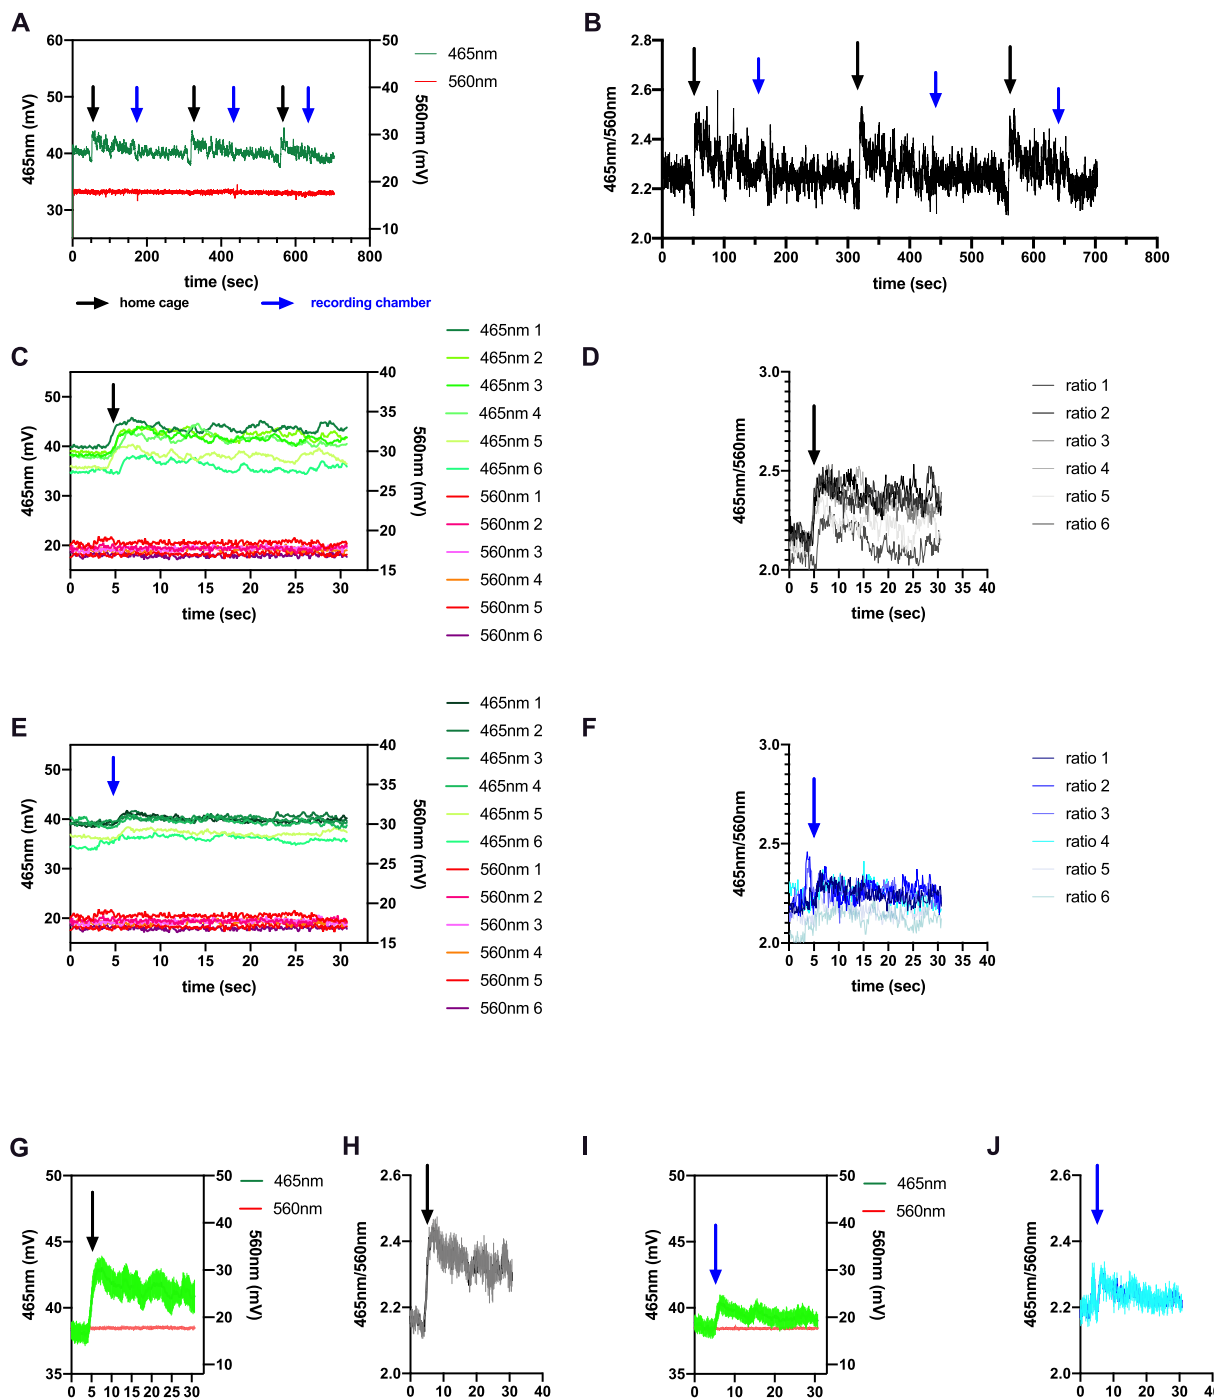 A
60
50
40
30
465nm (mV)
50
40
30
20
10
560nm (mV)
0 200 400 600 800
time (sec)
465nm
560nm
home cage
recording chamber
B
2.8
2.6
2.4
2.2
2.0
465nm/560nm
0 100 200 300 400 500 600 700 800
time (sec)
C
50
40
30
20
465nm (mV)
40
35
30
25
20
15
560nm (mV)
0 5 10 15 20 25 30
time (sec)
465nm 1
465nm 2
465nm 3
465nm 4
465nm 5
465nm 6
560nm 1
560nm 2
560nm 3
560nm 4
560nm 5
560nm 6
D
3.0
2.5
2.0
465nm/560nm
0 5 10 15 20 25 30 35 40
time (sec)
ratio 1
ratio 2
ratio 3
ratio 4
ratio 5
ratio 6
E
50
40
30
20
465nm (mV)
40
35
30
25
20
15
560nm (mV)
0 5 10 15 20 25 30
time (sec)
465nm 1
465nm 2
465nm 3
465nm 4
465nm 5
465nm 6
560nm 1
560nm 2
560nm 3
560nm 4
560nm 5
560nm 6
F
3.0
2.5
2.0
465nm/560nm
0 5 10 15 20 25 30 35 40
time (sec)
ratio 1
ratio 2
ratio 3
ratio 4
ratio 5
ratio 6
G
50
45
40
35
465nm (mV)
50
40
30
20
10
560nm (mV)
0 5 10 15 20 25 30
465nm
560nm
H
2.6
2.4
2.2
2.0
465nm/560nm
0 10 20 30 40
I
50
45
40
35
465nm (mV)
50
40
30
20
10
560nm (mV)
0 10 20 30
465nm
560nm
J
2.6
2.4
2.2
2.0
465nm/560nm
0 10 20 30 40